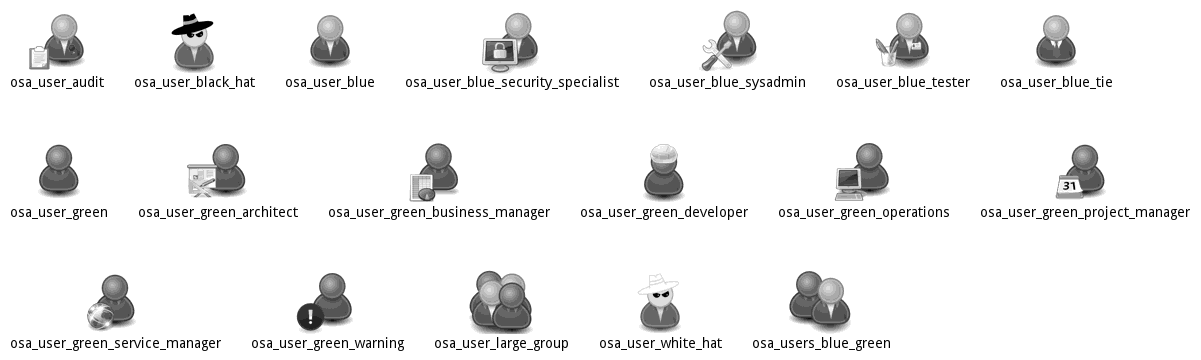 osa_user_audit osa_user_black_hat osa_user_blue osa_user_blue_security_specialist osa_user_blue_sysadmin osa_user_blue_tester osa_user_blue_tie
31
osa_user_green osa_user_green_architect osa_user_green_business_manager osa_user_green_developer osa_user_green_operations osa_user_green_project_manager
!
osa_user_green_service_manager osa_user_green_warning osa_user_large_group osa_user_white_hat osa_users_blue_green